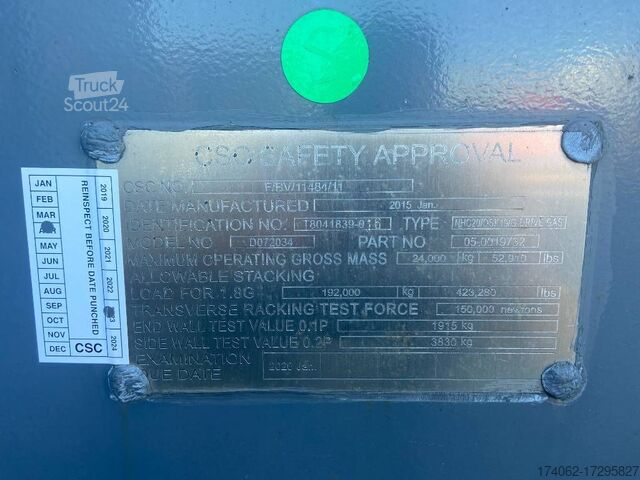 Truck
Scout24
CSC SAFETY APPROVAL
CSC NO. F/BV/11484/11
DATE MANUFACTURED 2015 Jan.
IDENTIFICATION NO. T8041839-016 TYPE
MODEL NO D072034 PART NO 05-0019732
MAXIMUM OPERATING GROSS MASS 24,000 kg 52,910 lbs
ALLOWABLE STACKING
LOAD FOR 1.8G 192,000 kg 423,280 lbs
TRANSVERSE RACKING TEST FORCE 150,000 newtons
END WALL TEST VALUE 0.1P 1915 kg
SIDE WALL TEST VALUE 0.2P 3830 kg
EXAMINATION
DUE DATE 2020 Jan.
JAN
FEB
MAR
MAY
JUN
JUL
AUG
SEP
OCT
NOV
DEC
REINSPECT BEFORE DATE PUNCHED
CSC
2019
2020
2021
2022
2024
174062-17295827